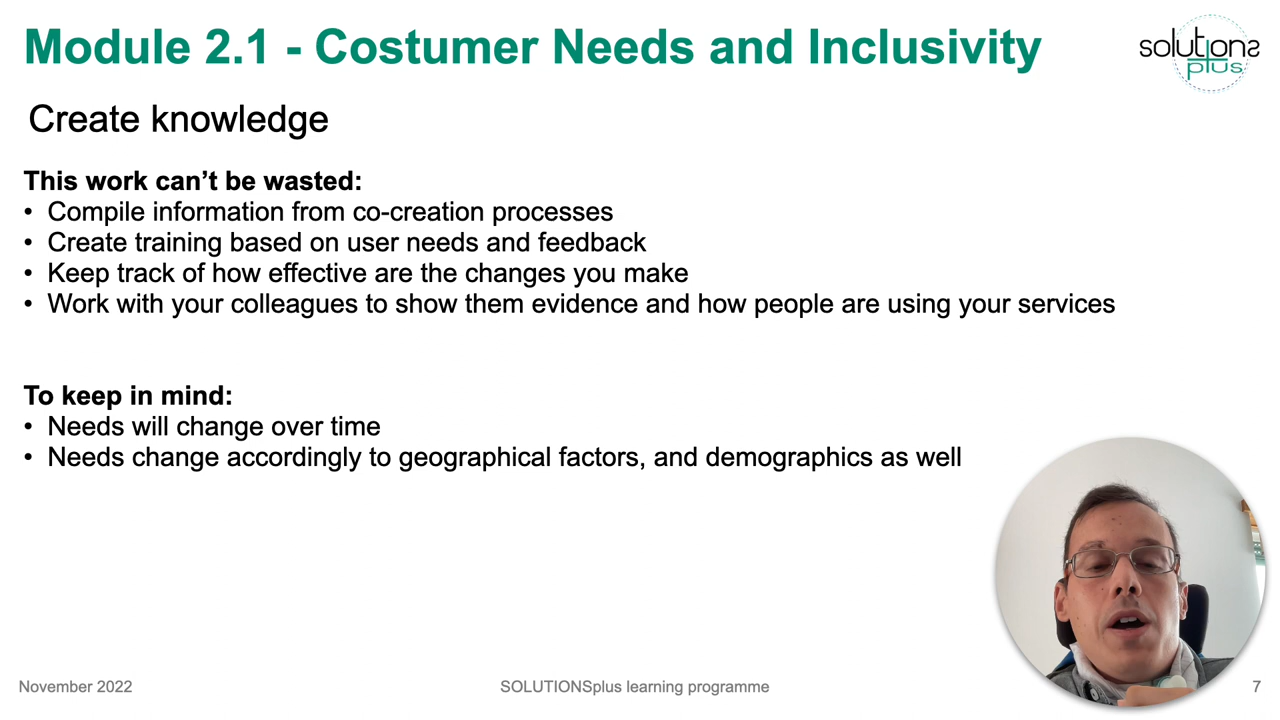 Module 2.1 - Costumer Needs and Inclusivity
solutions
plus
Create knowledge
This work can’t be wasted:
• Compile information from co-creation processes
• Create training based on user needs and feedback
• Keep track of how effective are the changes you make
• Work with your colleagues to show them evidence and how people are using your services
To keep in mind:
• Needs will change over time
• Needs change accordingly to geographical factors, and demographics as well
November 2022
SOLUTIONSplus learning programme
7